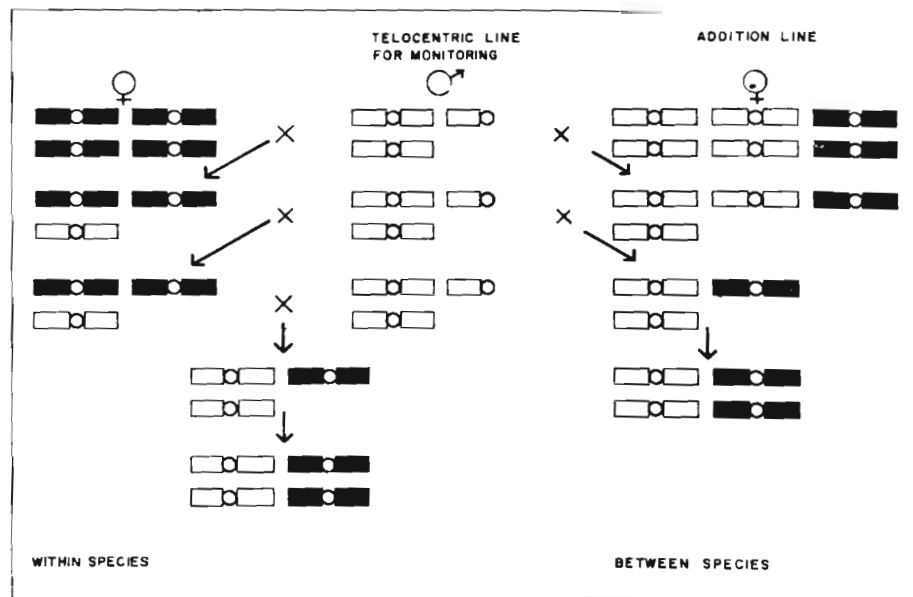 TELOCENTRIC LINE
FOR MONITORING
ADDITION LINE
WITHIN SPECIES
BETWEEN SPECIES